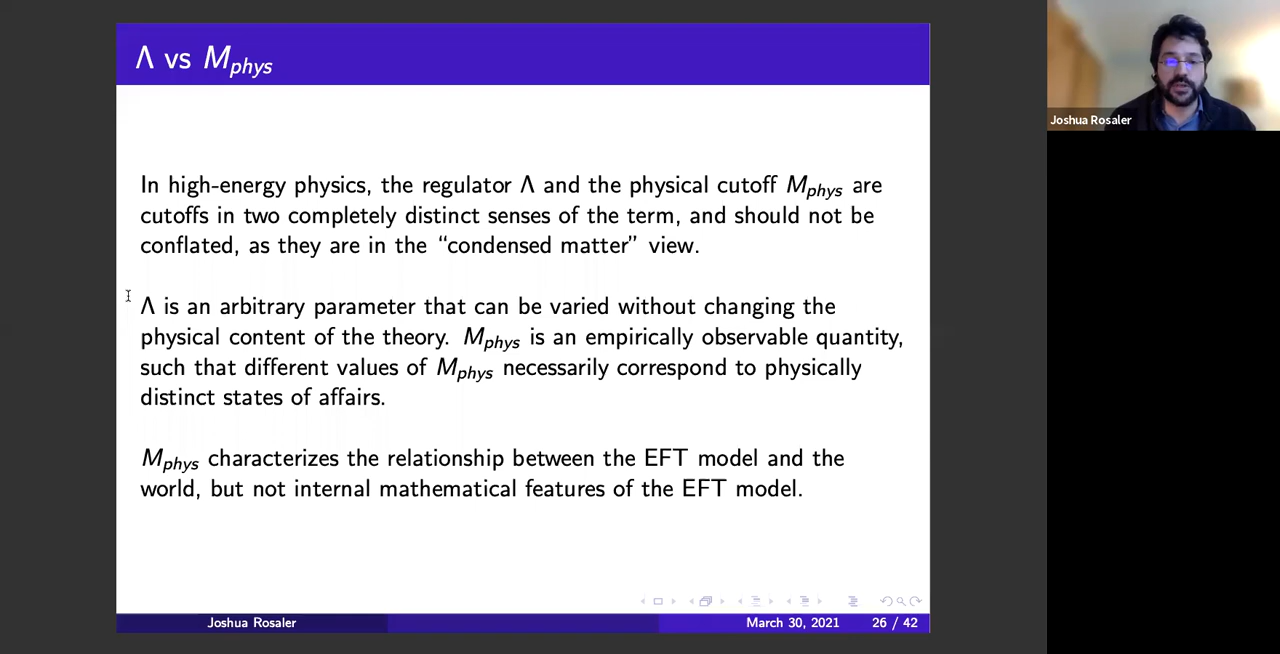 Λ vs M_phys
In high-energy physics, the regulator Λ and the physical cutoff M_phys are
cutoffs in two completely distinct senses of the term, and should not be
conflated, as they are in the “condensed matter” view.
Λ is an arbitrary parameter that can be varied without changing the
physical content of the theory. M_phys is an empirically observable quantity,
such that different values of M_phys necessarily correspond to physically
distinct states of affairs.
M_phys characterizes the relationship between the EFT model and the
world, but not internal mathematical features of the EFT model.
Joshua Rosaler March 30, 2021 26 / 42
Joshua Rosaler